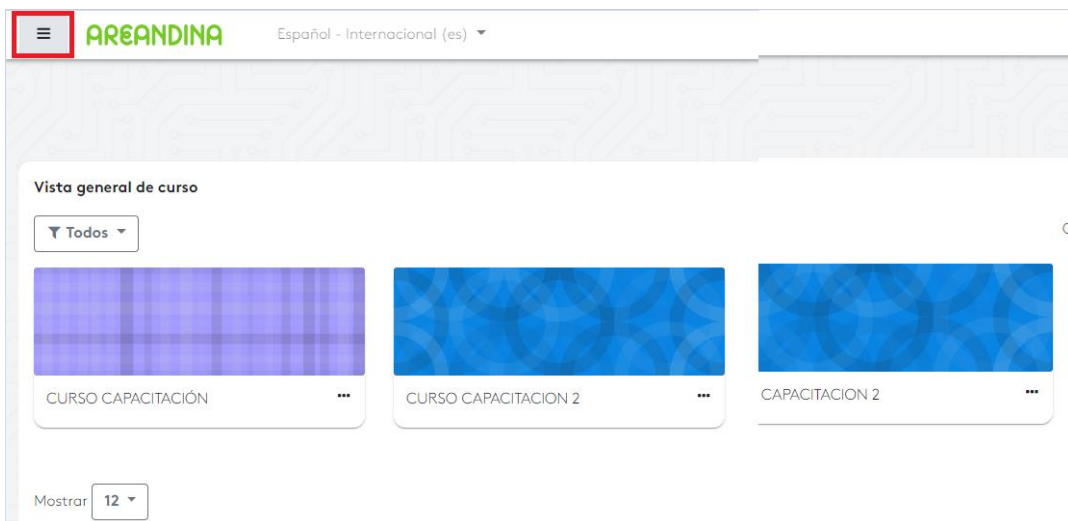 AREANDINA Español - Internacional (es)
Vista general de curso
Todos
CURSO CAPACITACIÓN
CURSO CAPACITACION 2
CAPACITACION 2
Mostrar 12